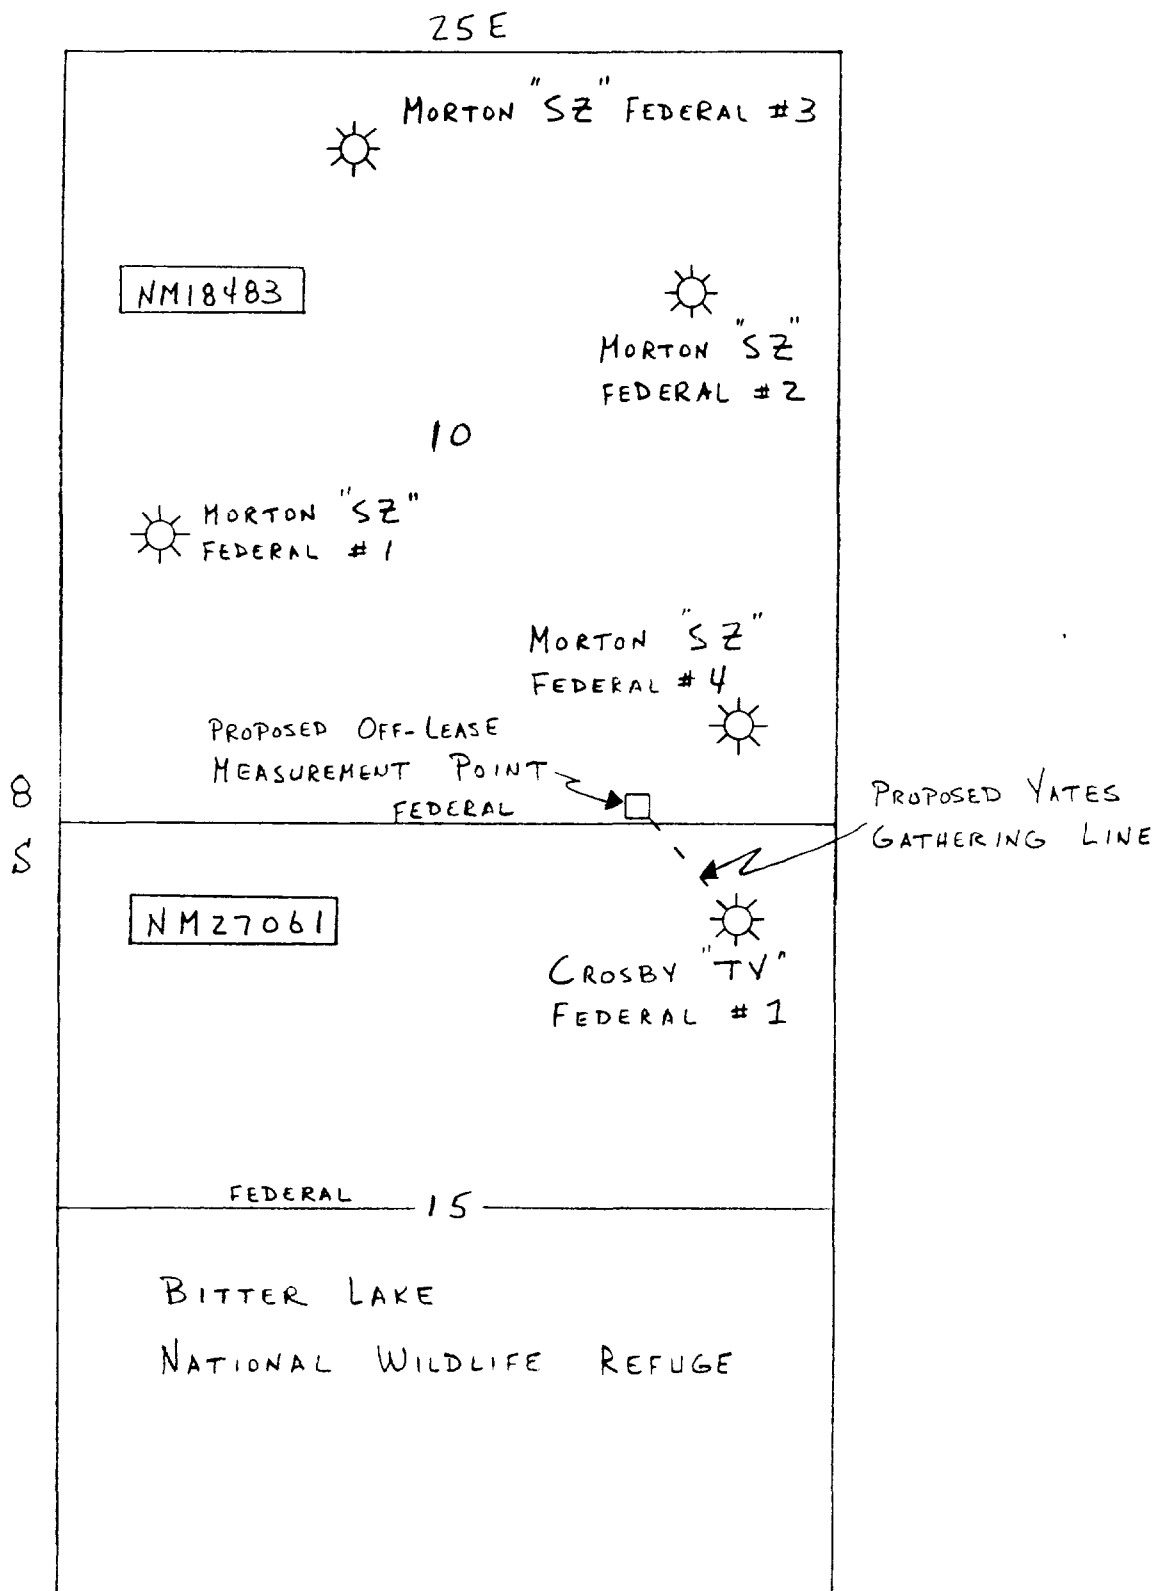 25E
MORTON "SZ" FEDERAL #3
NM18483
MORTON "SZ"
FEDERAL #2
10
MORTON "SZ"
FEDERAL #1
MORTON "SZ"
FEDERAL #4
PROPOSED OFF-LEASE
MEASUREMENT POINT
FEDERAL
8
S
PROPOSED YATES
GATHERING LINE
NM27061
CROSBY "TV"
FEDERAL #1
FEDERAL
15
BITTER LAKE
NATIONAL WILDLIFE REFUGE